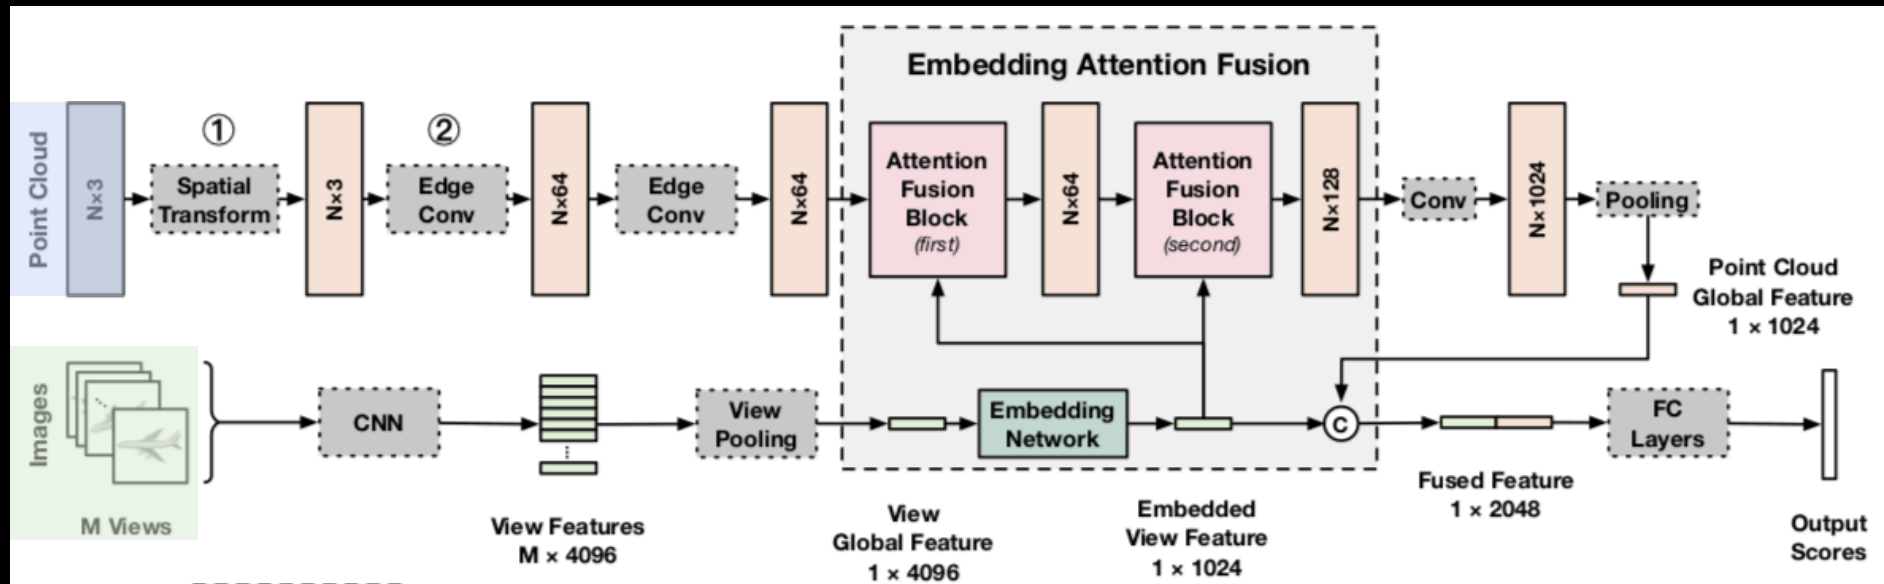 Embedding Attention Fusion
Point Cloud
N×3
①
Spatial
Transform
N×3
②
Edge
Conv
N×64
Edge
Conv
N×64
Attention
Fusion
Block
(first)
N×64
Attention
Fusion
Block
(second)
N×128
Conv
N×1024
Pooling
Point Cloud
Global Feature
1 × 1024
Images
M Views
CNN
View Features
M × 4096
View
Pooling
View
Global Feature
1 × 4096
Embedding
Network
Embedded
View Feature
1 × 1024
C
Fused Feature
1 × 2048
FC
Layers
Output
Scores